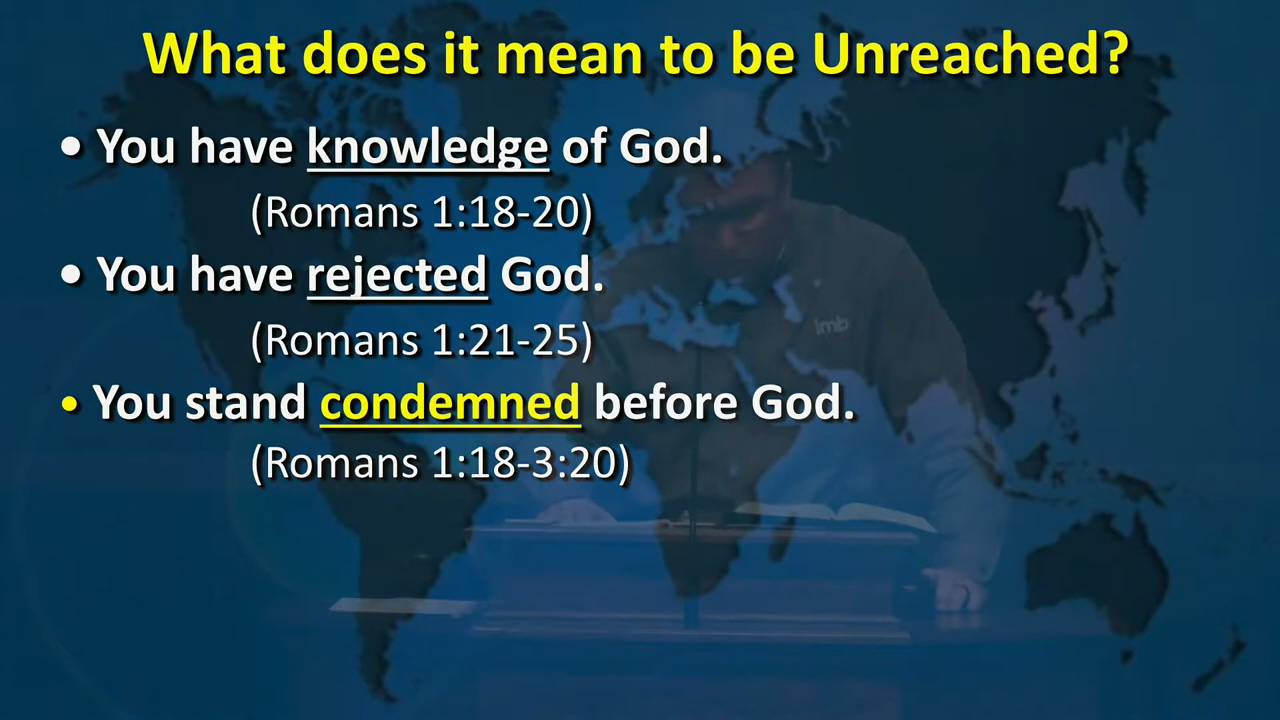 What does it mean to be Unreached?
• You have knowledge of God.
(Romans 1:18-20)
• You have rejected God.
(Romans 1:21-25)
• You stand condemned before God.
(Romans 1:18-3:20)
imb